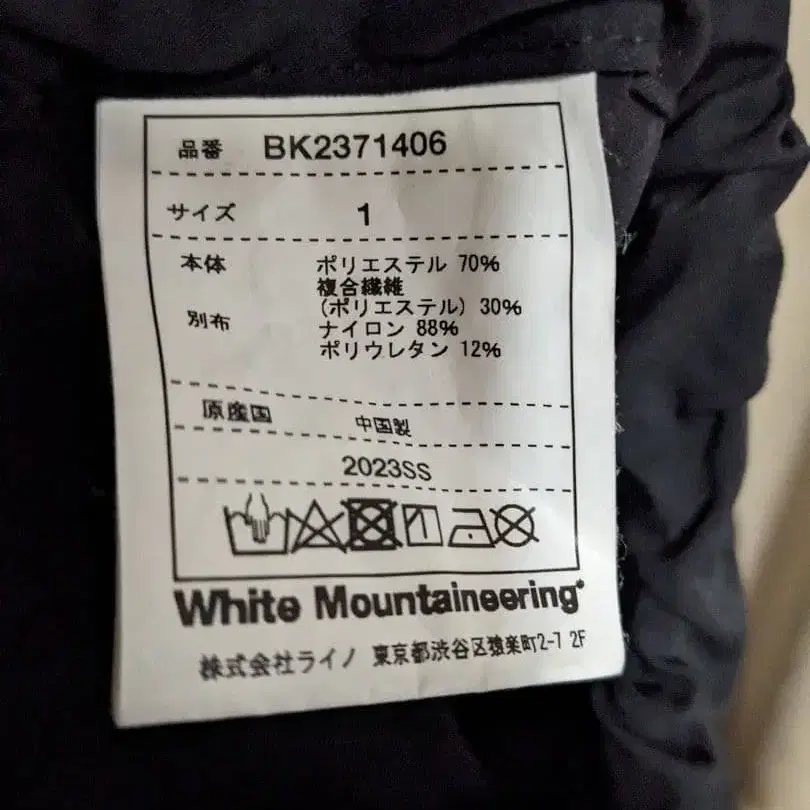 品番 BK2371406
サイズ 1
本体 ポリエステル 70%
複合繊維
(ポリエステル) 30%
別布 ナイロン 88%
ポリウレタン 12%
原産国 中国製
2023SS
White Mountaineering®
株式会社ライノ 東京都渋谷区猿楽町2-7 2F